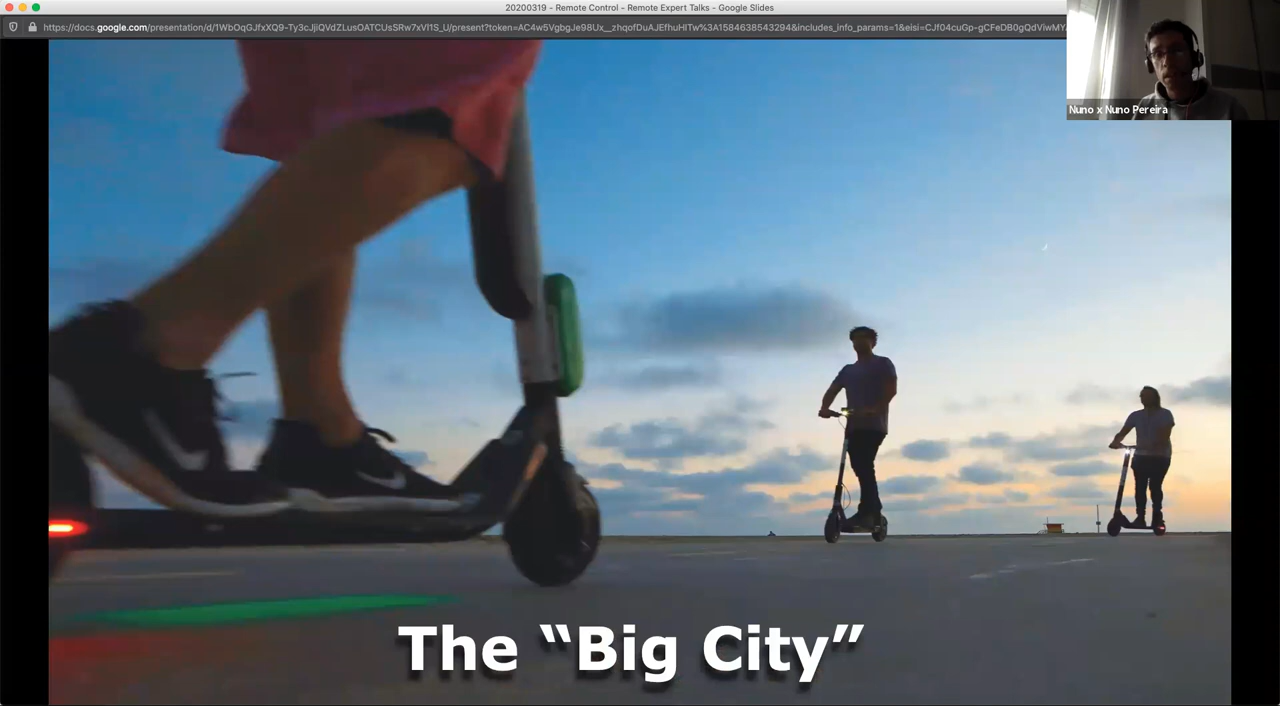 20200319 - Remote Control - Remote Expert Talks - Google Slides
Nuno x Nuno Pereira
The “Big City”